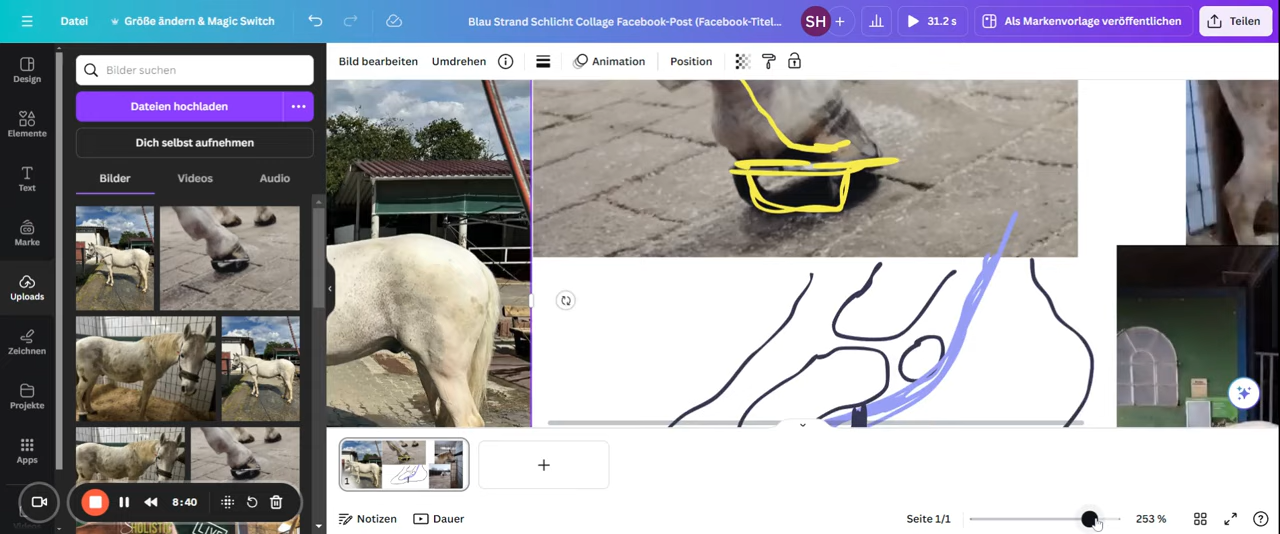 Datei
Größe ändern & Magic Switch
Blau Strand Schlicht Collage Facebook-Post (Facebook-Titel...
SH
+
31.2 s
Als Markenvorlage veröffentlichen
Teilen
Design
Elemente
Text
Marke
Uploads
Zeichnen
Projekte
Apps
Bilder suchen
Dateien hochladen
Dich selbst aufnehmen
Bilder
Videos
Audio
Bild bearbeiten
Umdrehen
Animation
Position
8:40
1
+
Notizen
Dauer
Seite 1/1
253 %